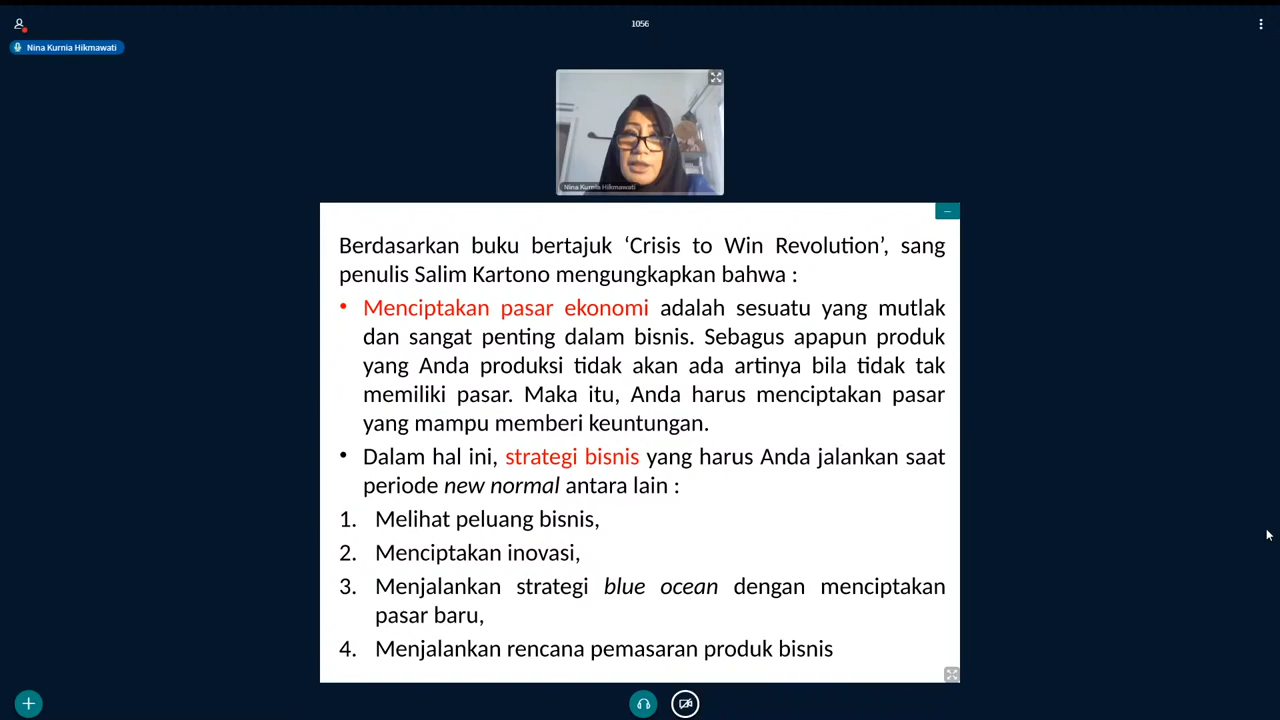 1056
Nina Kurnia Hikmawati
Nina Kurnia Hikmawati
Berdasarkan buku bertajuk ‘Crisis to Win Revolution’, sang
penulis Salim Kartono mengungkapkan bahwa :
• Menciptakan pasar ekonomi adalah sesuatu yang mutlak
dan sangat penting dalam bisnis. Sebagus apapun produk
yang Anda produksi tidak akan ada artinya bila tidak tak
memiliki pasar. Maka itu, Anda harus menciptakan pasar
yang mampu memberi keuntungan.
• Dalam hal ini, strategi bisnis yang harus Anda jalankan saat
periode new normal antara lain :
1. Melihat peluang bisnis,
2. Menciptakan inovasi,
3. Menjalankan strategi blue ocean dengan menciptakan
pasar baru,
4. Menjalankan rencana pemasaran produk bisnis